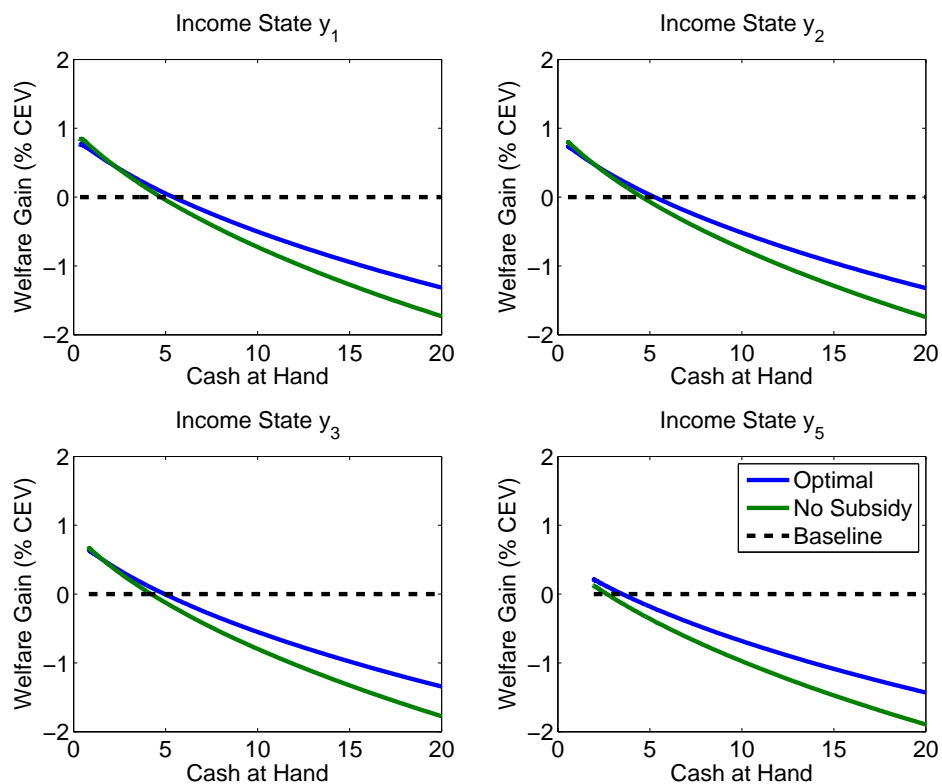 Income State y1
Welfare Gain (% CEV)
2
1
0
−1
−2
0 5 10 15 20
Cash at Hand
Income State y2
Welfare Gain (% CEV)
2
1
0
−1
−2
0 5 10 15 20
Cash at Hand
Income State y3
Welfare Gain (% CEV)
2
1
0
−1
−2
0 5 10 15 20
Cash at Hand
Income State y5
Welfare Gain (% CEV)
2
1
0
−1
−2
0 5 10 15 20
Cash at Hand
Optimal
No Subsidy
Baseline